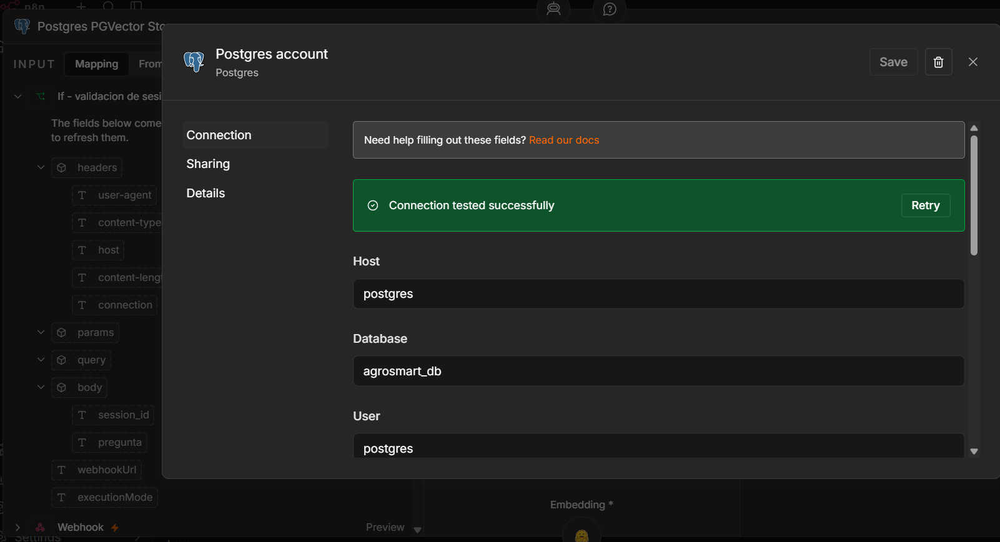 n8n
Postgres PGVector Sto
INPUT
Mapping
From
If - validacion de sesi
The fields below come
to refresh them.
headers
T user-agent
T content-type
T host
T content-lengt
T connection
params
query
body
T session_id
T pregunta
T webhookUrl
T executionMode
Webhook
Preview
Settings
Postgres account
Postgres
Save
Connection
Sharing
Details
Need help filling out these fields? Read our docs
Connection tested successfully
Retry
Host
postgres
Database
agrosmart_db
User
postgres
Embedding *